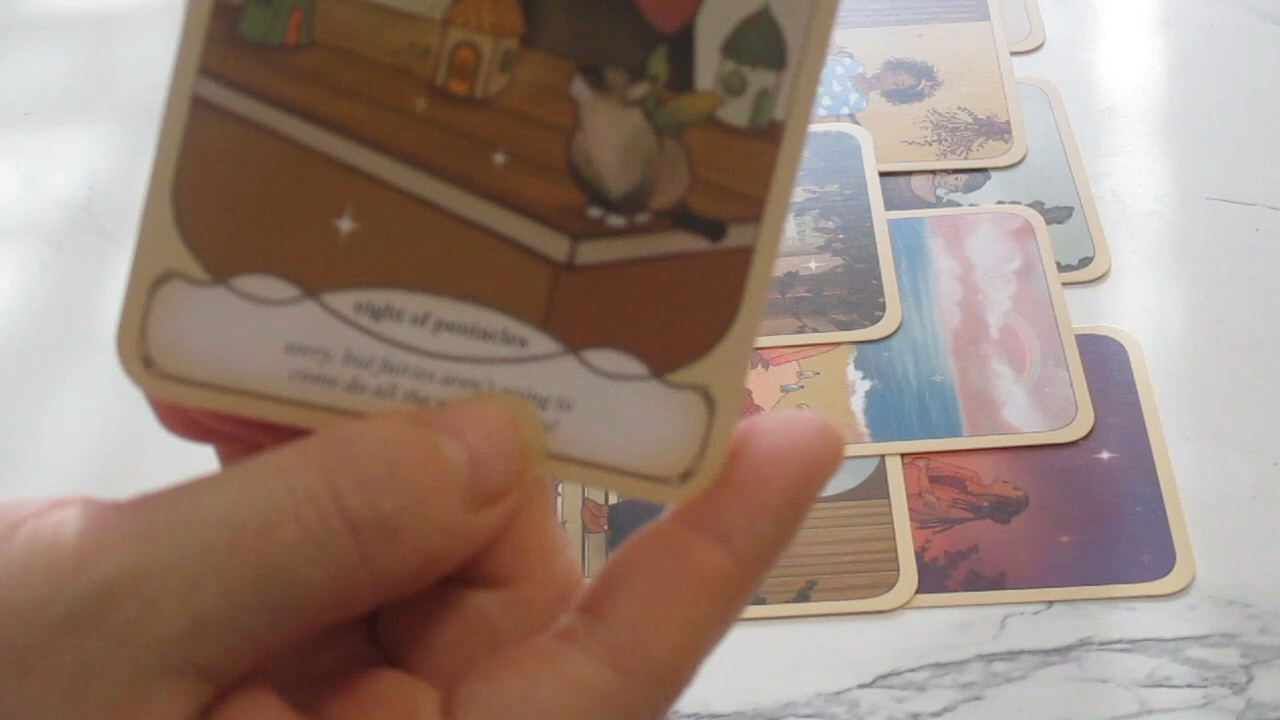 eight of pentacles
sorry, but fairies aren't going to
come do all the